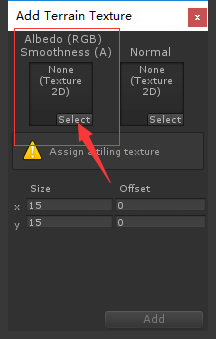 Add Terrain Texture
x
Albedo (RGB)
Smoothness (A)
Normal
None
(Texture
2D)
Select
None
(Texture
2D)
Select
Assign a tiling texture
Size
Offset
x 15 0
y 15 0
Add